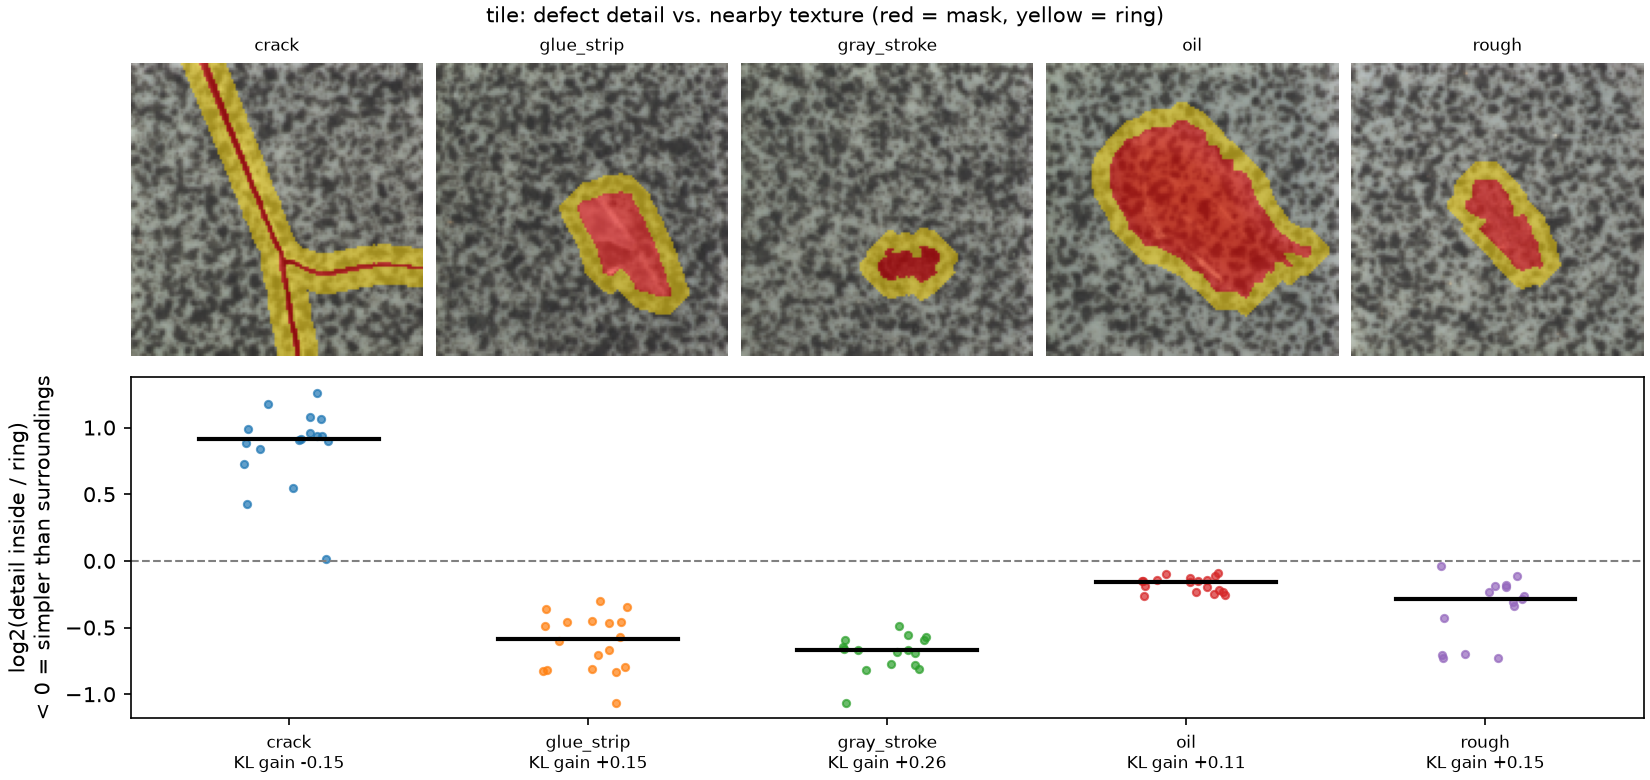 tile: defect detail vs. nearby texture (red = mask, yellow = ring)
crack
glue_strip
gray_stroke
oil
rough
log2(detail inside / ring)
< 0 = simpler than surroundings
1.0
0.5
0.0
−0.5
−1.0
crack
KL gain -0.15
glue_strip
KL gain +0.15
gray_stroke
KL gain +0.26
oil
KL gain +0.11
rough
KL gain +0.15